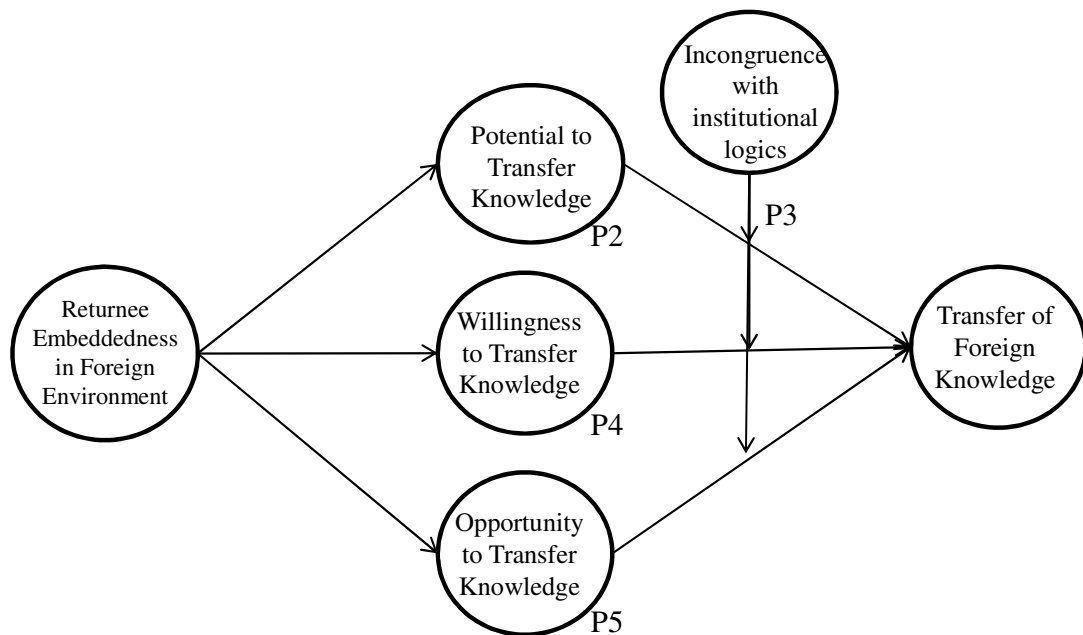 Incongruence
with
institutional
logics
Potential to
Transfer
Knowledge
P2
P3
Returnee
Embeddedness
in Foreign
Environment
Willingness
to Transfer
Knowledge
P4
Transfer of
Foreign
Knowledge
Opportunity
to Transfer
Knowledge
P5